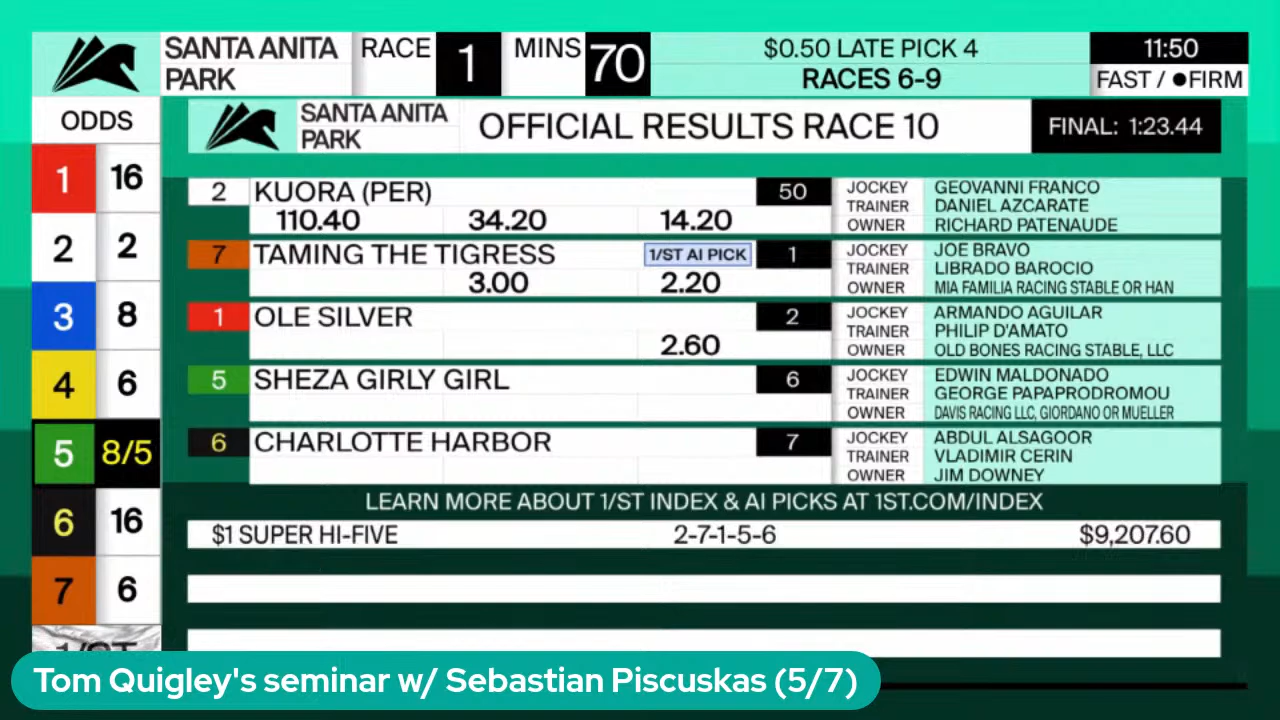 SANTA ANITA PARK
RACE 1 MINS 70
$0.50 LATE PICK 4
RACES 6-9
11:50
FAST / ●FIRM
ODDS
1 16
2 2
3 8
4 6
5 8/5
6 16
7 6
1/ST
SANTA ANITA PARK
OFFICIAL RESULTS RACE 10
FINAL: 1:23.44
2 KUORA (PER) 50
110.40 34.20 14.20
JOCKEY GEOVANNI FRANCO
TRAINER DANIEL AZCARATE
OWNER RICHARD PATENAUDE
7 TAMING THE TIGRESS 1/ST AI PICK 1
3.00 2.20
JOCKEY JOE BRAVO
TRAINER LIBRADO BAROCIO
OWNER MIA FAMILIA RACING STABLE OR HAN
1 OLE SILVER 2
2.60
JOCKEY ARMANDO AGUILAR
TRAINER PHILIP D'AMATO
OWNER OLD BONES RACING STABLE, LLC
5 SHEZA GIRLY GIRL 6
JOCKEY EDWIN MALDONADO
TRAINER GEORGE PAPAPRODROMOU
OWNER DAVIS RACING LLC, GIORDANO OR MUELLER
6 CHARLOTTE HARBOR 7
JOCKEY ABDUL ALSAGOOR
TRAINER VLADIMIR CERIN
OWNER JIM DOWNEY
LEARN MORE ABOUT 1/ST INDEX & AI PICKS AT 1ST.COM/INDEX
$1 SUPER HI-FIVE 2-7-1-5-6 $9,207.60
Tom Quigley's seminar w/ Sebastian Piscuskas (5/7)